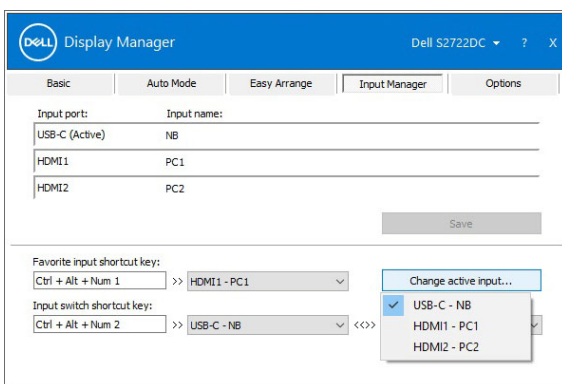 DELL Display Manager Dell S2722DC ? X
Basic Auto Mode Easy Arrange Input Manager Options
Input port: Input name:
USB-C (Active) NB
HDMI1 PC1
HDMI2 PC2
Save
Favorite input shortcut key:
Ctrl + Alt + Num 1 >> HDMI1 - PC1 Change active input...
Input switch shortcut key:
Ctrl + Alt + Num 2 >> USB-C - NB <<>>
USB-C - NB
HDMI1 - PC1
HDMI2 - PC2